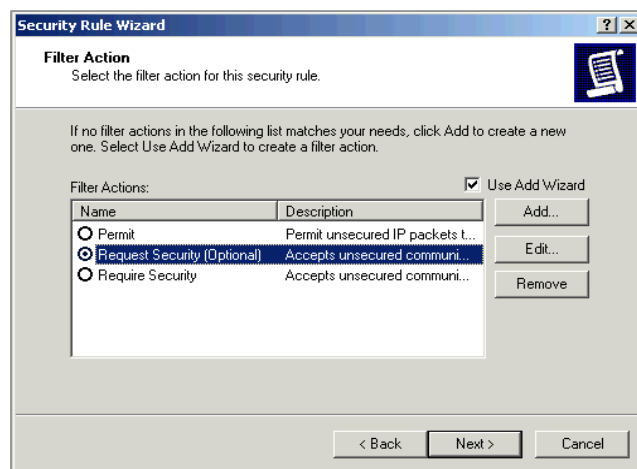 Security Rule Wizard
Filter Action
Select the filter action for this security rule.
If no filter actions in the following list matches your needs, click Add to create a new
one. Select Use Add Wizard to create a filter action.
Filter Actions:
Use Add Wizard
Name Description
Add...
Permit Permit unsecured IP packets t...
Request Security (Optional) Accepts unsecured communi...
Edit...
Require Security Accepts unsecured communi...
Remove
< Back Next > Cancel